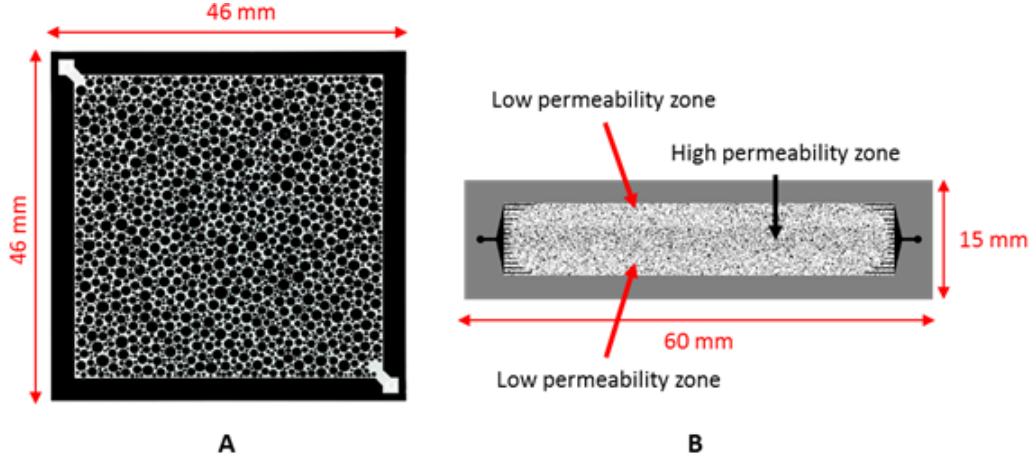 46 mm
46 mm
A
Low permeability zone
High permeability zone
15 mm
60 mm
Low permeability zone
B